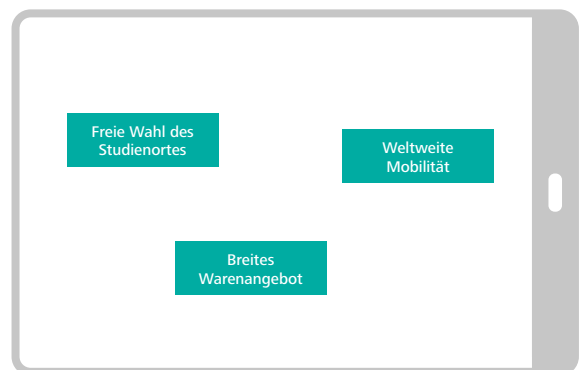 Freie Wahl des
Studienortes
Weltweite
Mobilität
Breites
Warenangebot